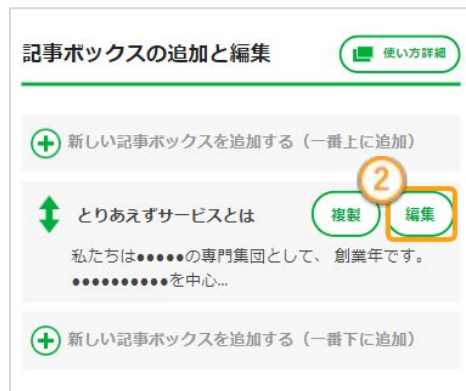 記事ボックスの追加と編集
使い方詳細
新しい記事ボックスを追加する（一番上に追加）
2
とりあえずサービスとは
複製
編集
私たちは●●●●●の専門集団として、 創業年です。
●●●●●●●●●●を中心...
新しい記事ボックスを追加する（一番下に追加）